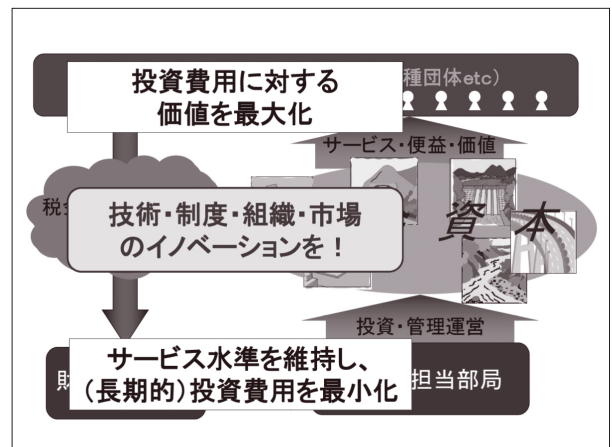 種団体etc)
投資費用に対する
価値を最大化
サービス・便益・価値
税
技術・制度・組織・市場
のイノベーションを！
資本
投資・管理運営
サービス水準を維持し、
(長期的)投資費用を最小化
財
担当部局